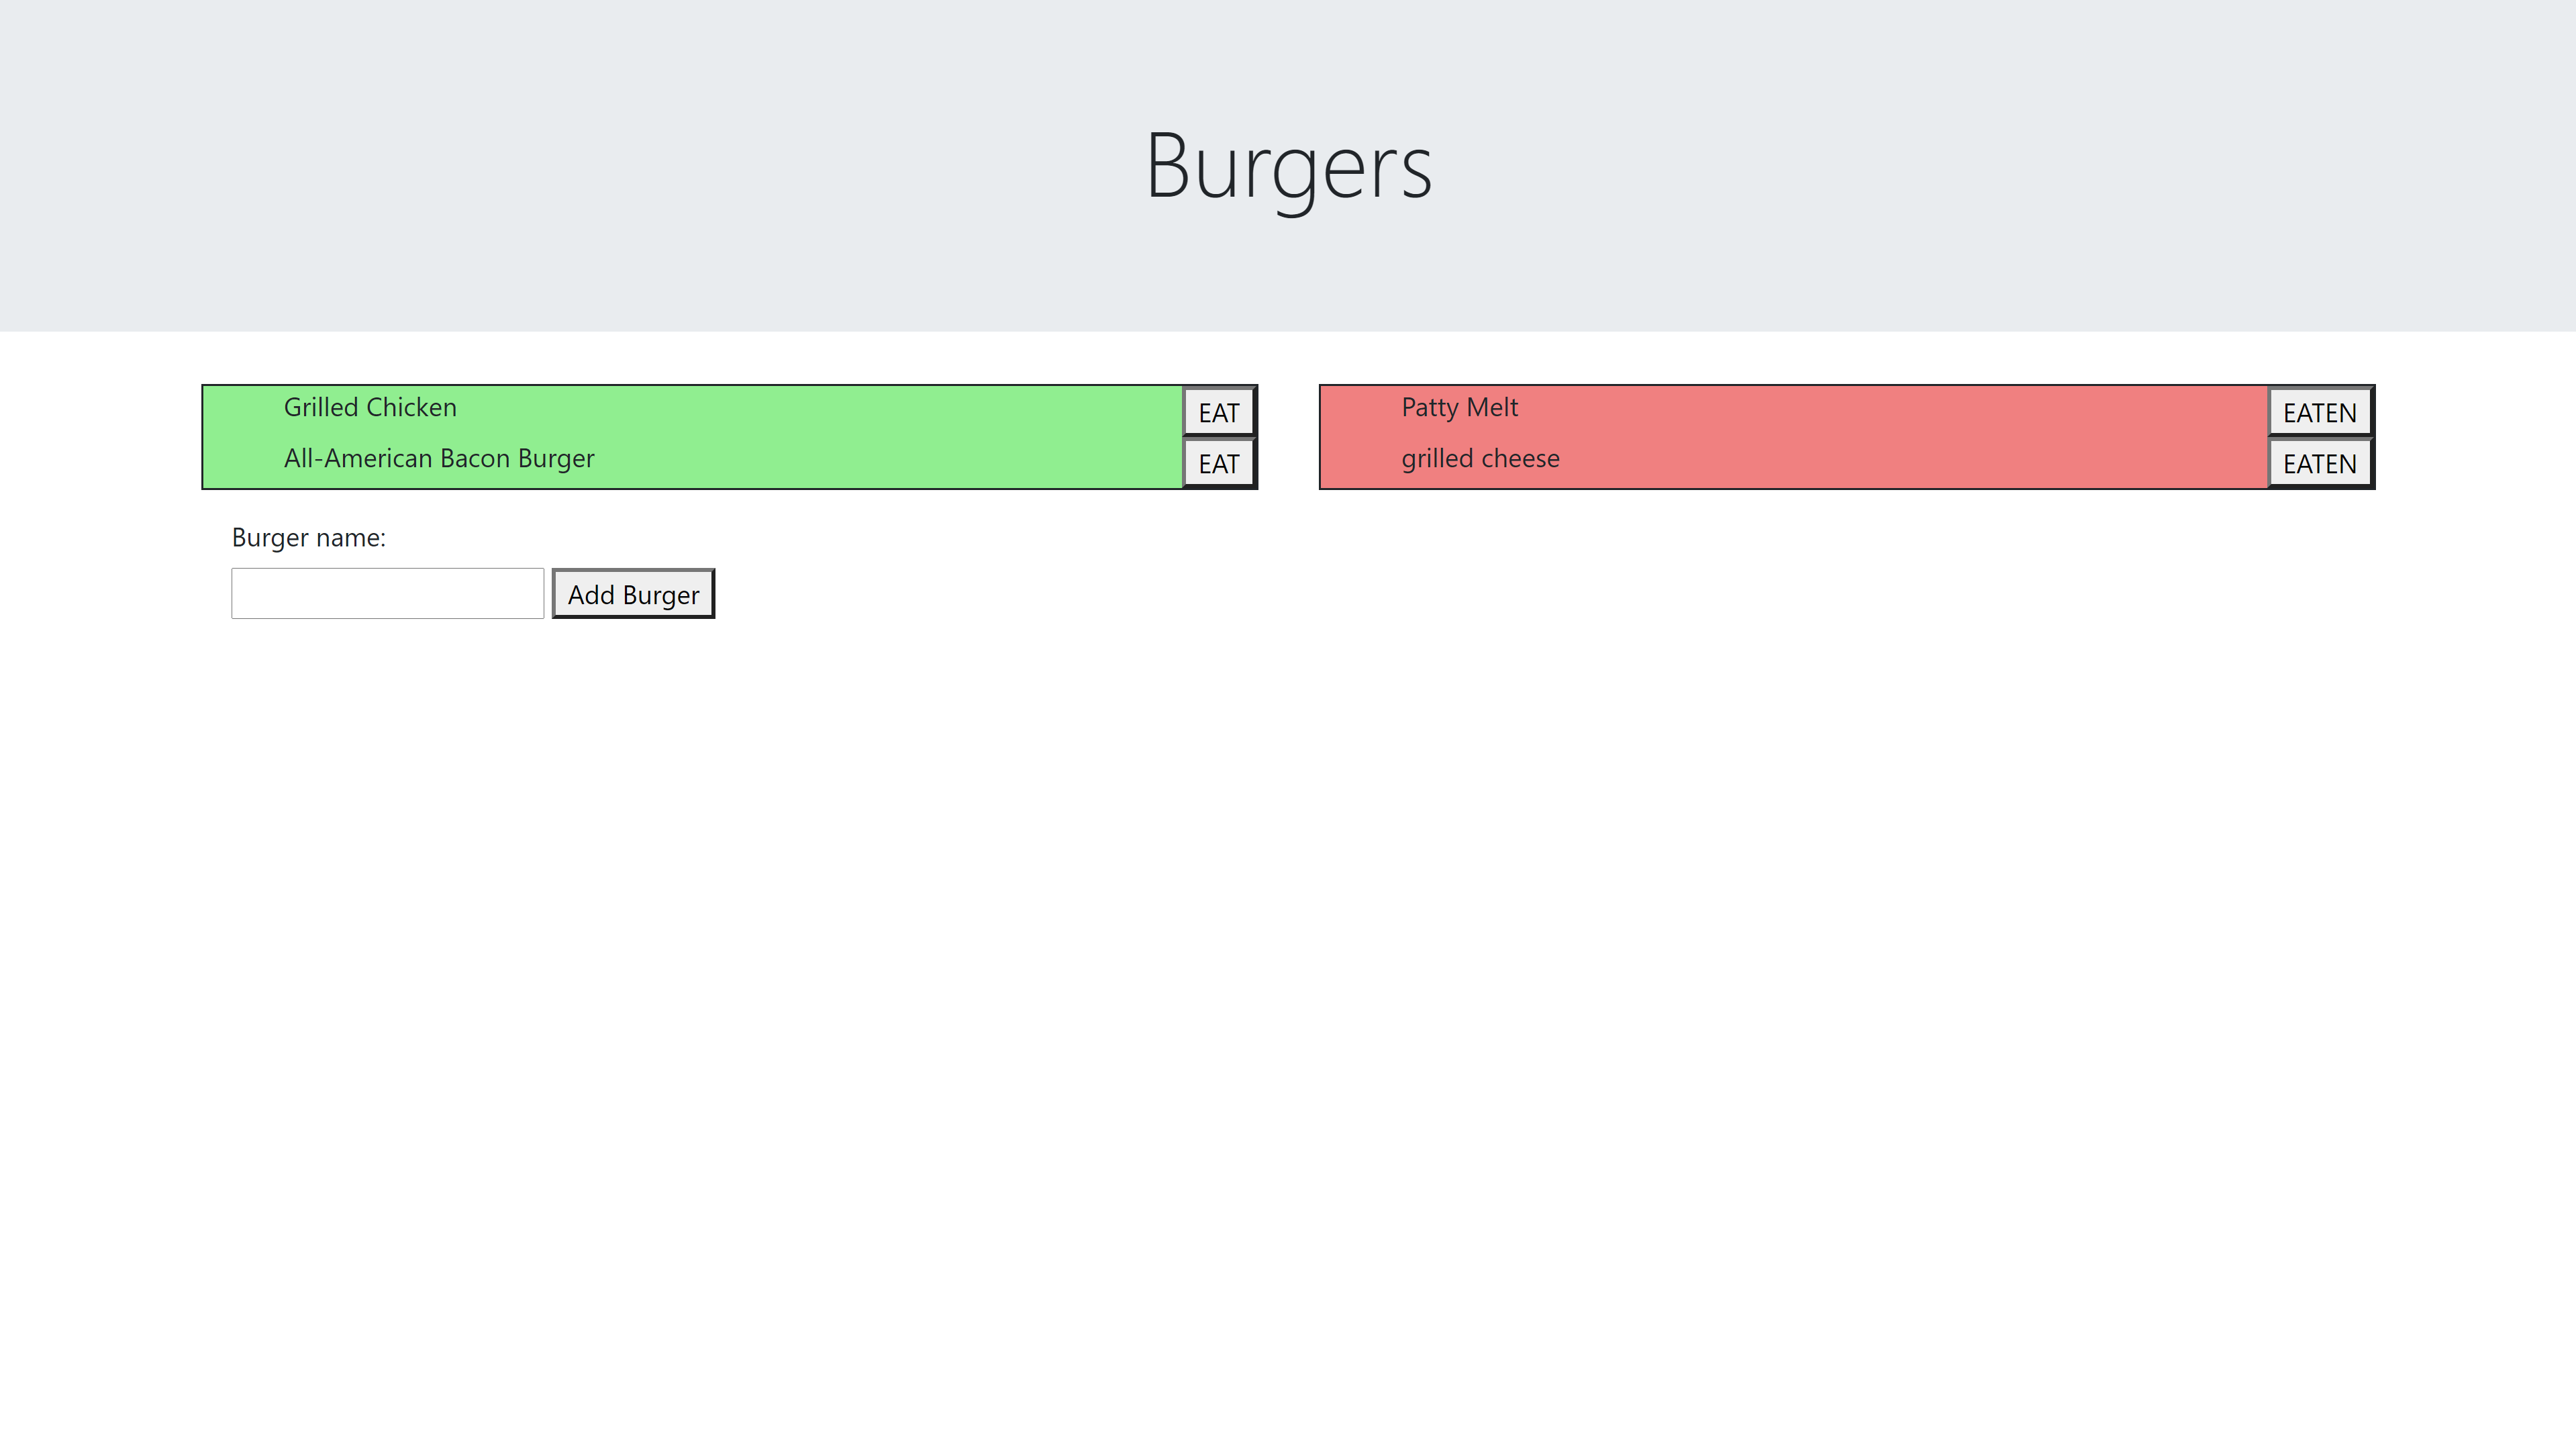 Burgers
Grilled Chicken EAT
All-American Bacon Burger EAT
Patty Melt EATEN
grilled cheese EATEN
Burger name:
Add Burger